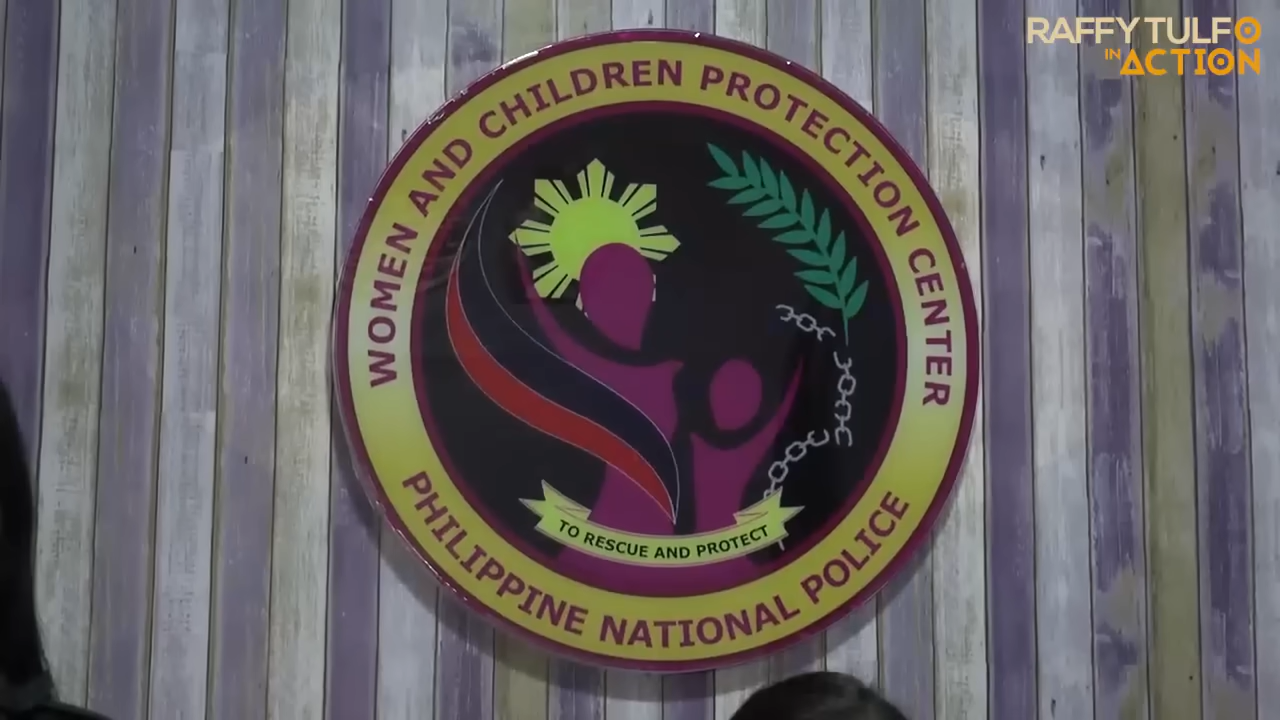 RAFFY TULFO
IN ACTION
WOMEN AND CHILDREN PROTECTION CENTER
TO RESCUE AND PROTECT
PHILIPPINE NATIONAL POLICE